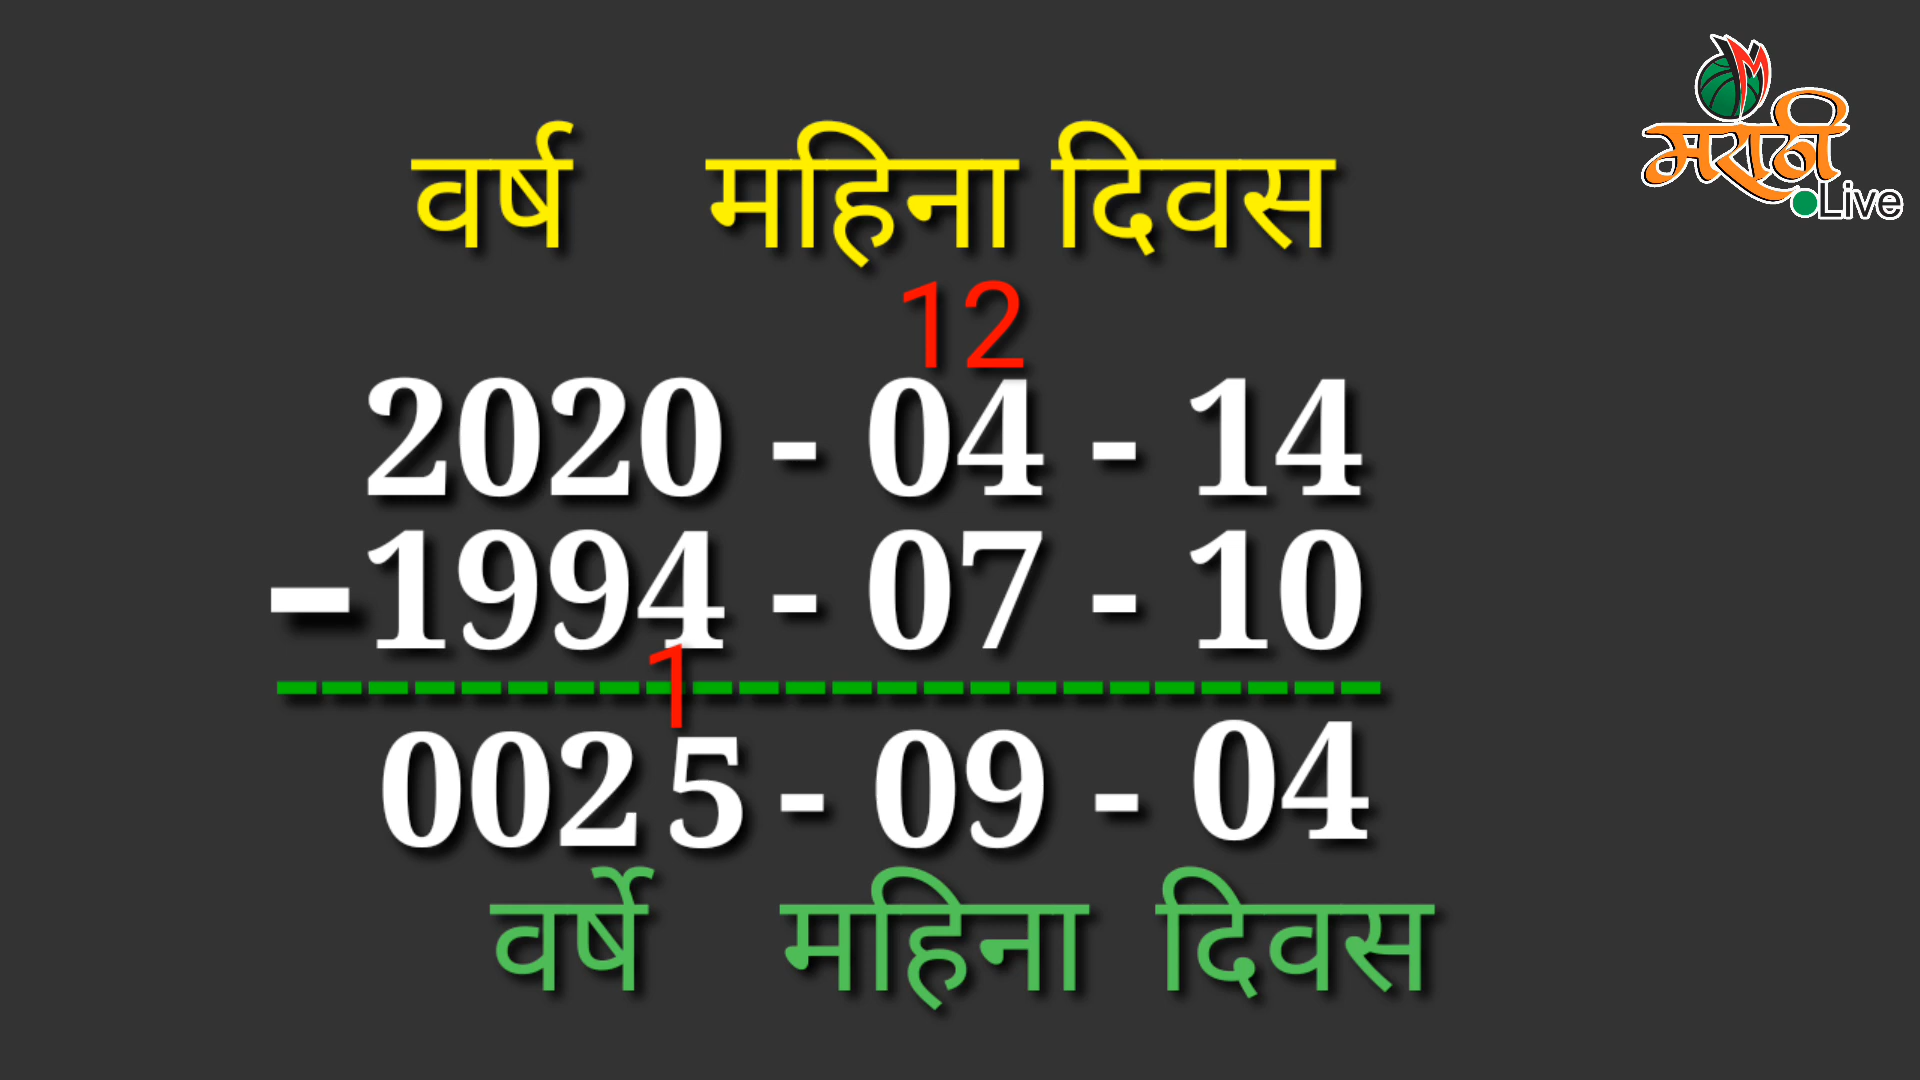 मराठी
Live
वर्ष महिना दिवस
12
2020 - 04 - 14
-1994 - 07 - 10
1
0025 - 09 - 04
वर्षे महिना दिवस